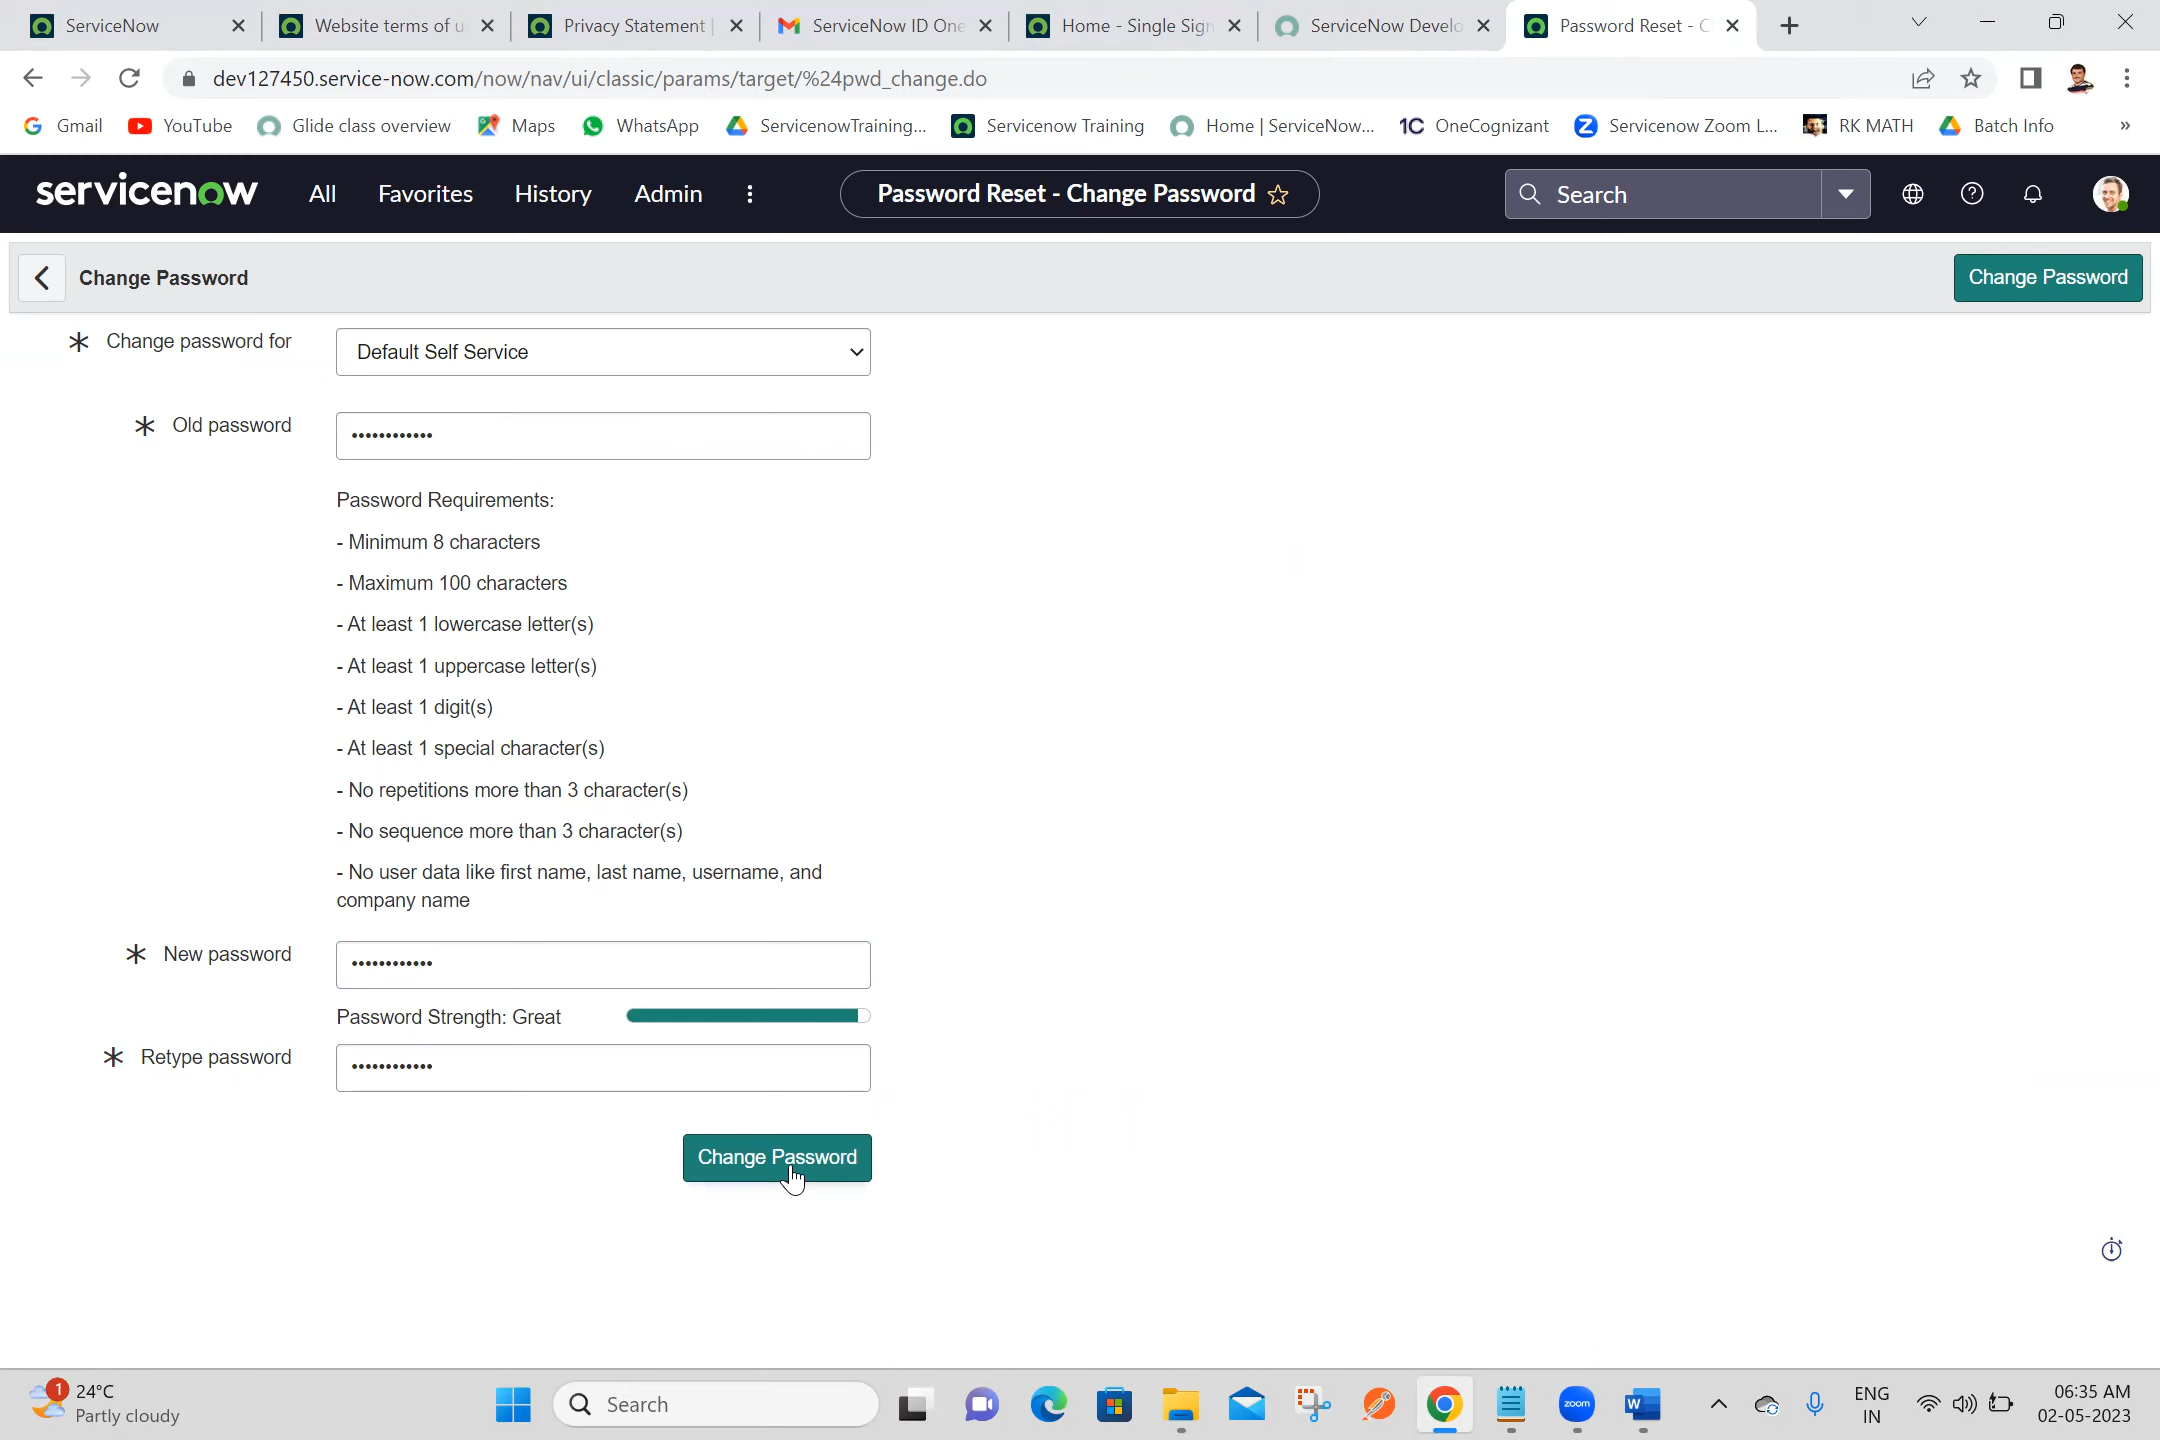 ServiceNow
Website terms of u
Privacy Statement |
ServiceNow ID One
Home - Single Sign
ServiceNow Develo
Password Reset - C
dev127450.service-now.com/now/nav/ui/classic/params/target/%24pwd_change.do
Gmail
YouTube
Glide class overview
Maps
WhatsApp
ServicenowTraining...
Servicenow Training
Home | ServiceNow...
1C OneCognizant
Servicenow Zoom L...
RK MATH
Batch Info
»
servicenow
All
Favorites
History
Admin
Password Reset - Change Password
Search
Change Password
Change Password
* Change password for
Default Self Service
* Old password
••••••••••••
Password Requirements:
- Minimum 8 characters
- Maximum 100 characters
- At least 1 lowercase letter(s)
- At least 1 uppercase letter(s)
- At least 1 digit(s)
- At least 1 special character(s)
- No repetitions more than 3 character(s)
- No sequence more than 3 character(s)
- No user data like first name, last name, username, and
company name
* New password
••••••••••••
Password Strength: Great
* Retype password
••••••••••••
Change Password
1
24°C
Partly cloudy
Search
zoom
W
ENG
IN
06:35 AM
02-05-2023